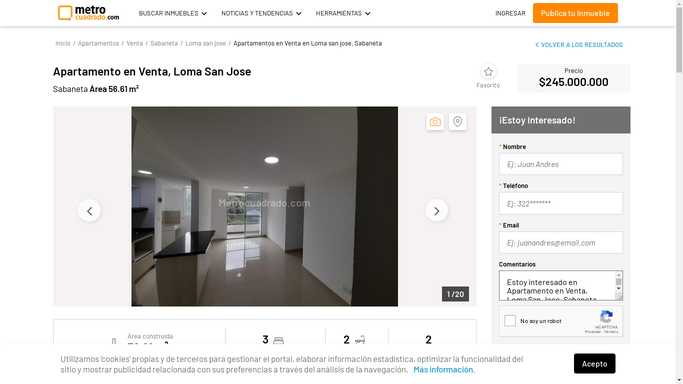 metro
cuadrado.com
BUSCAR INMUEBLES
NOTICIAS Y TENDENCIAS
HERRAMIENTAS
INGRESAR
Publica tu Inmueble
Inicio / Apartamentos / Venta / Sabaneta / Loma san jose / Apartamentos en Venta en Loma san jose, Sabaneta
VOLVER A LOS RESULTADOS
Apartamento en Venta, Loma San Jose
Sabaneta Área 56.61 m²
Favorito
Precio
$245.000.000
Metrocuadrado.com
1 / 20
¡Estoy Interesado!
* Nombre
Ej: Juan Andres
* Teléfono
Ej: 322*******
* Email
Ej: juanandres@email.com
Comentarios
Estoy interesado en
Apartamento en Venta,
Loma San Jose, Sabaneta
No soy un robot
reCAPTCHA
Privacidad - Términos
Área construida
3
2
2
Utilizamos 'cookies' propias y de terceros para gestionar el portal, elaborar información estadística, optimizar la funcionalidad del
sitio y mostrar publicidad relacionada con sus preferencias a través del análisis de la navegación. Más información.
Acepto